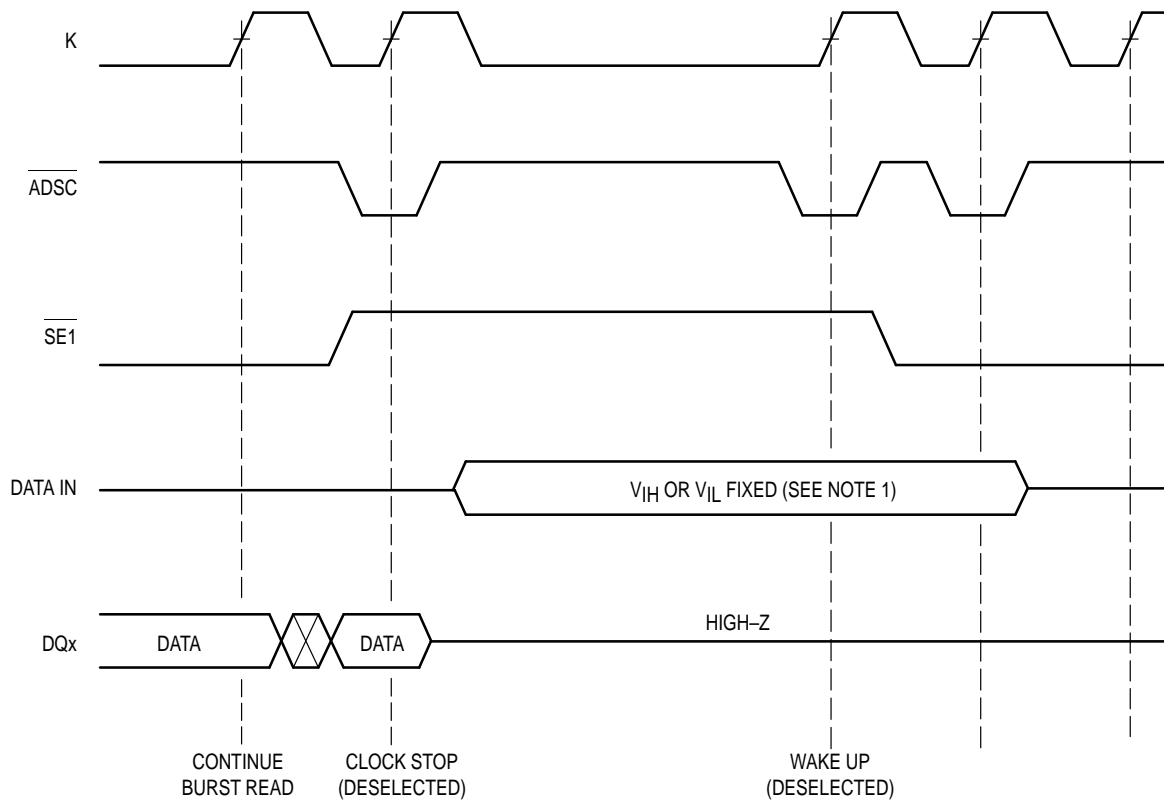 K
ADSC
SE1
DATA IN
VIH OR VIL FIXED (SEE NOTE 1)
DQx
DATA
DATA
HIGH–Z
CONTINUE
BURST READ
CLOCK STOP
(DESELECTED)
WAKE UP
(DESELECTED)